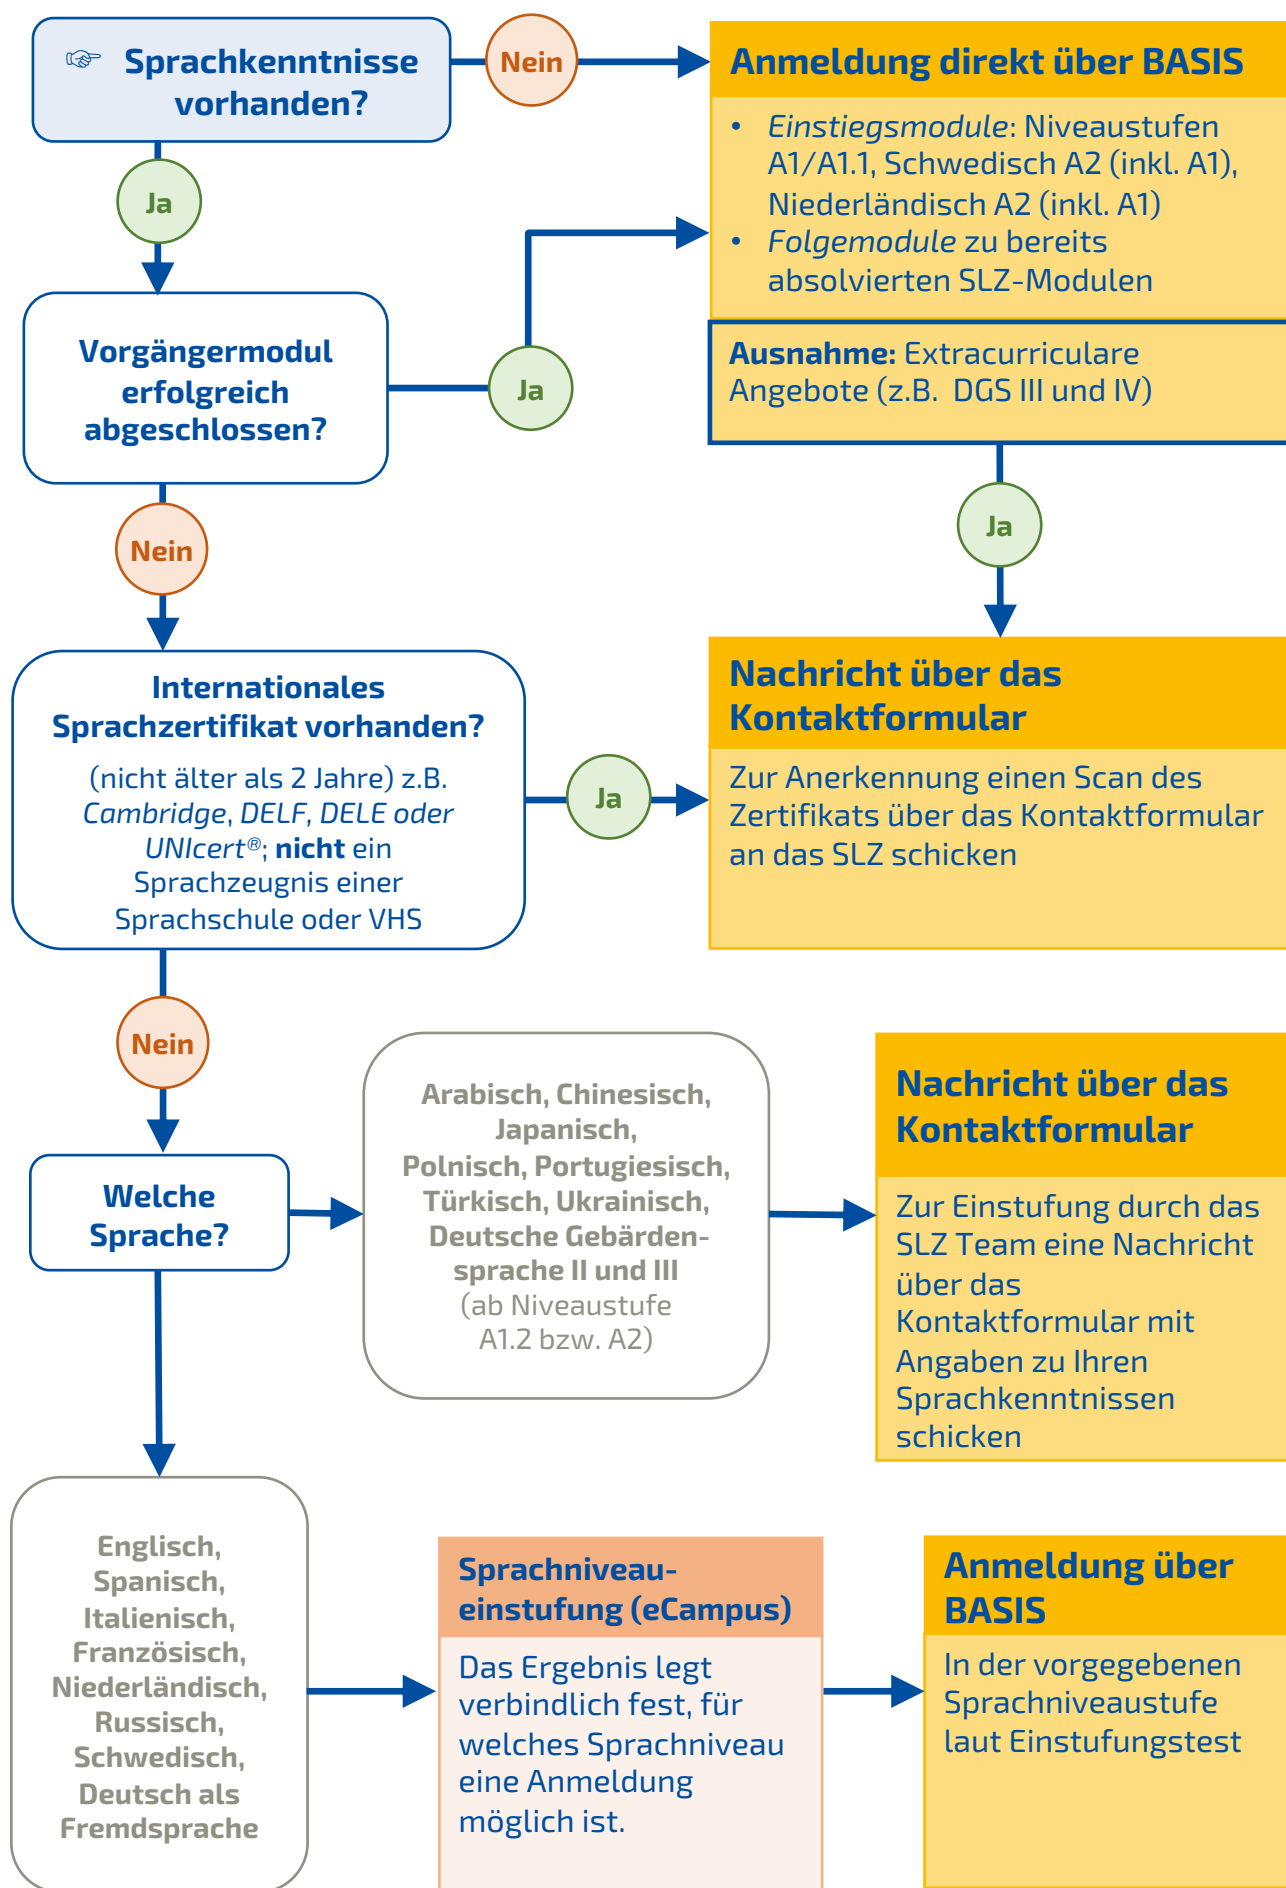 ☞ Sprachkenntnisse
vorhanden?
Nein
Anmeldung direkt über BASIS
• Einstiegsmodule: Niveaustufen
A1/A1.1, Schwedisch A2 (inkl. A1),
Niederländisch A2 (inkl. A1)
• Folgemodule zu bereits
absolvierten SLZ-Modulen
Ja
Vorgängermodul
erfolgreich
abgeschlossen?
Ja
Ausnahme: Extracurriculare
Angebote (z.B. DGS III und IV)
Ja
Nein
Internationales
Sprachzertifikat vorhanden?
(nicht älter als 2 Jahre) z.B.
Cambridge, DELF, DELE oder
UNIcert®; nicht ein
Sprachzeugnis einer
Sprachschule oder VHS
Ja
Nachricht über das
Kontaktformular
Zur Anerkennung einen Scan des
Zertifikats über das Kontaktformular
an das SLZ schicken
Nein
Welche
Sprache?
Arabisch, Chinesisch,
Japanisch,
Polnisch, Portugiesisch,
Türkisch, Ukrainisch,
Deutsche Gebärden-
sprache II und III
(ab Niveaustufe
A1.2 bzw. A2)
Nachricht über das
Kontaktformular
Zur Einstufung durch das
SLZ Team eine Nachricht
über das
Kontaktformular mit
Angaben zu Ihren
Sprachkenntnissen
schicken
Englisch,
Spanisch,
Italienisch,
Französisch,
Niederländisch,
Russisch,
Schwedisch,
Deutsch als
Fremdsprache
Sprachniveau-
einstufung (eCampus)
Das Ergebnis legt
verbindlich fest, für
welches Sprachniveau
eine Anmeldung
möglich ist.
Anmeldung über
BASIS
In der vorgegebenen
Sprachniveaustufe
laut Einstufungstest